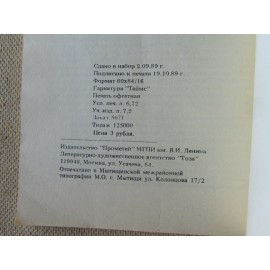 Сдано в набор 2.09.89 г.
Подписано к печати 19.10.89 г.
Формат 60х84/16
Гарнитура "Таймс"
Печать офсетная
Усл. печ. л. 6,72
Уч. изд. л. 7,2
Тираж 125000
Цена 3 рубля.
Издательство "Прометей" МГПИ им. В.И. Ленина
Литературно-художественное агентство "Тоза"
119048, Москва, ул. Усачева, 64
Отпечатано в Мытищинской межрайонной
типографии М.О. г. Мытищи ул. Колонцова 17/2